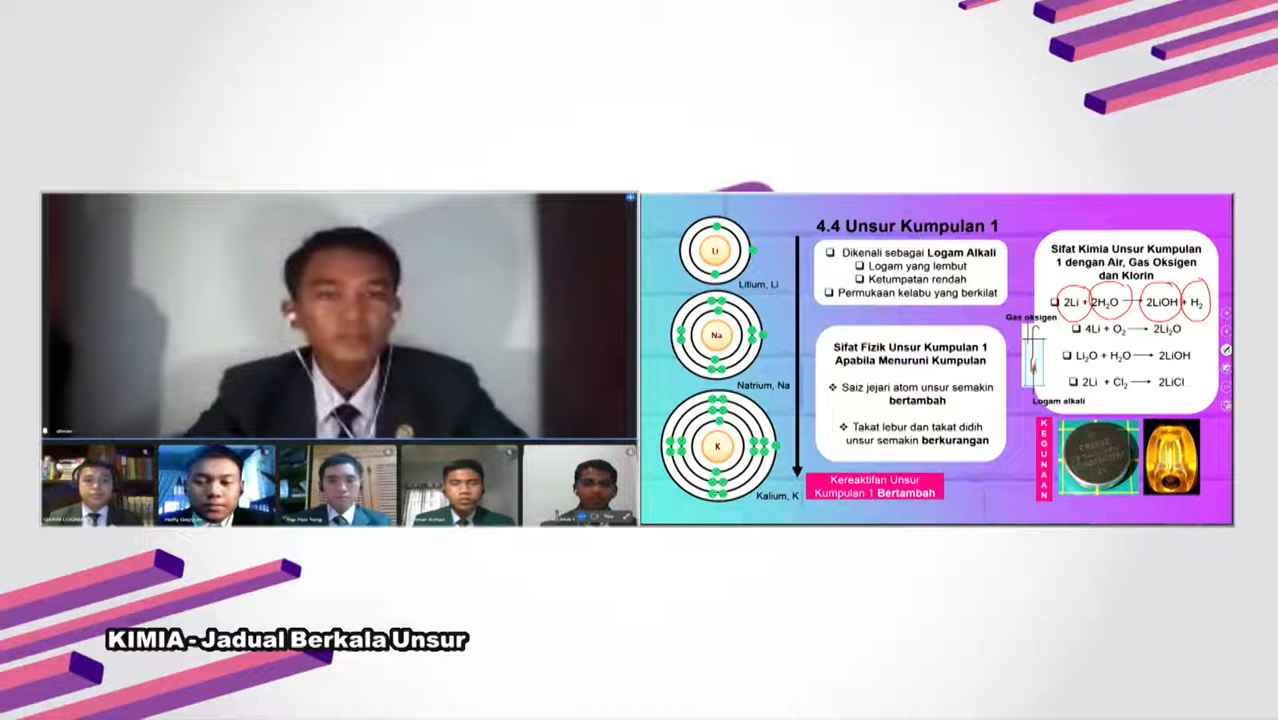 4.4 Unsur Kumpulan 1
Li
Litium, Li
Na
Natrium, Na
K
Kalium, K
❑ Dikenali sebagai Logam Alkali
❑ Logam yang lembut
❑ Ketumpatan rendah
❑ Permukaan kelabu yang berkilat
Sifat Fizik Unsur Kumpulan 1
Apabila Menuruni Kumpulan
❖ Saiz jejari atom unsur semakin
bertambah
❖ Takat lebur dan takat didih
unsur semakin berkurangan
Kereaktifan Unsur
Kumpulan 1 Bertambah
Sifat Kimia Unsur Kumpulan
1 dengan Air, Gas Oksigen
dan Klorin
❑ 2Li + 2H₂O → 2LiOH + H₂
Gas oksigen
❑ 4Li + O₂ → 2Li₂O
❑ Li₂O + H₂O → 2LiOH
❑ 2Li + Cl₂ → 2LiCl
Logam alkali
KEGUNAAN
KIMIA - Jadual Berkala Unsur